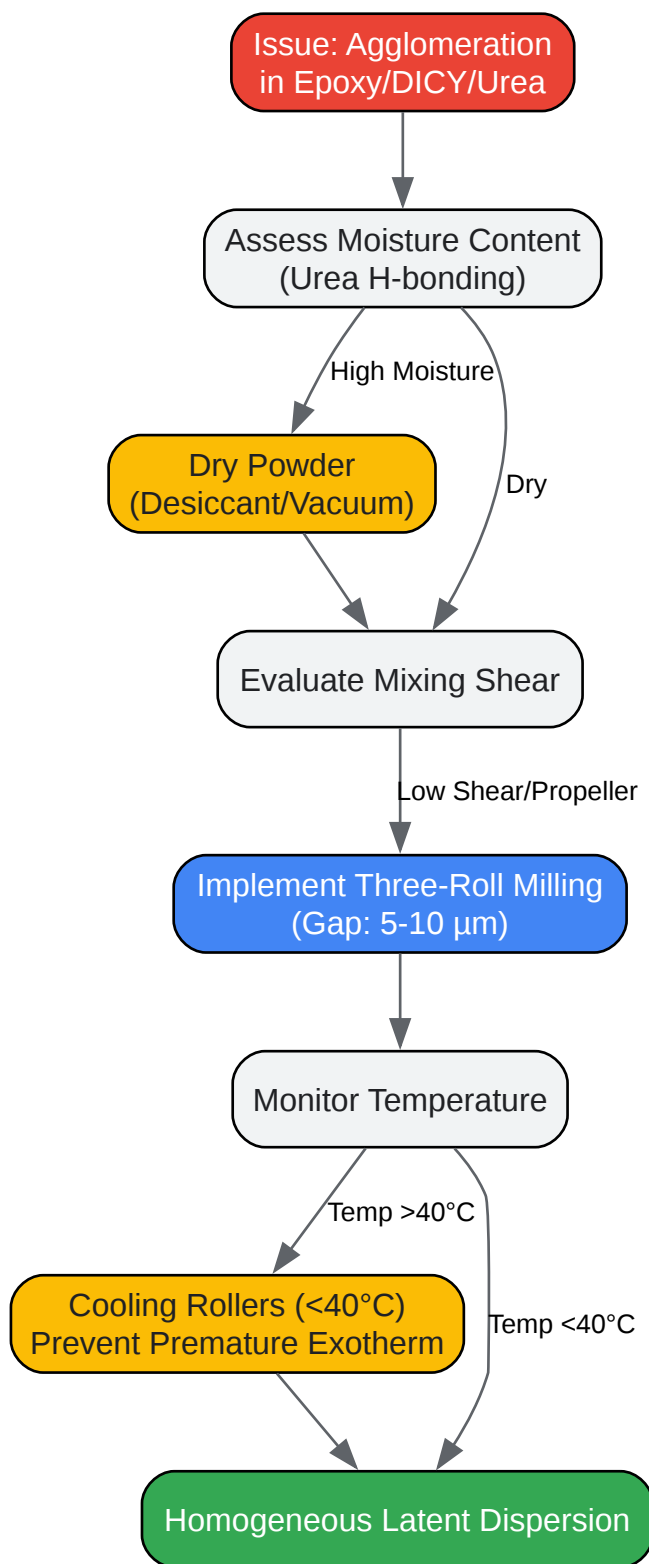 Issue: Agglomeration
in Epoxy/DICY/Urea
Assess Moisture Content
(Urea H-bonding)
High Moisture
Dry Powder
(Desiccant/Vacuum)
Dry
Evaluate Mixing Shear
Low Shear/Propeller
Implement Three-Roll Milling
(Gap: 5-10 µm)
Monitor Temperature
Temp >40°C
Cooling Rollers (<40°C)
Prevent Premature Exotherm
Temp <40°C
Homogeneous Latent Dispersion